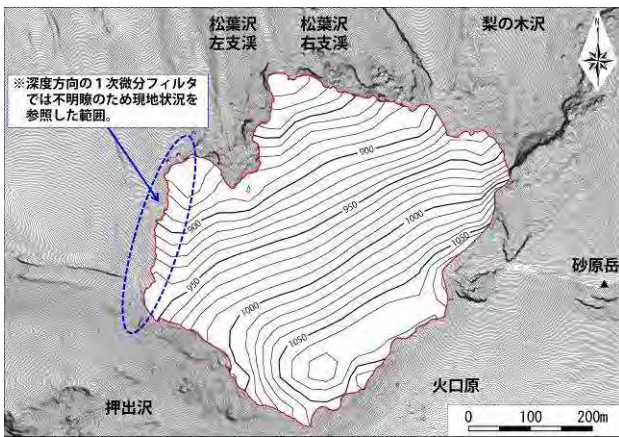 松葉沢
左支渓
松葉沢
右支渓
梨の木沢
N
※深度方向の1次微分フィルタ
では不明瞭のため現地状況を
参照した範囲。
900
950
1000
1050
900
950
1000
1050
砂原岳
火口原
押出沢
0 100 200m